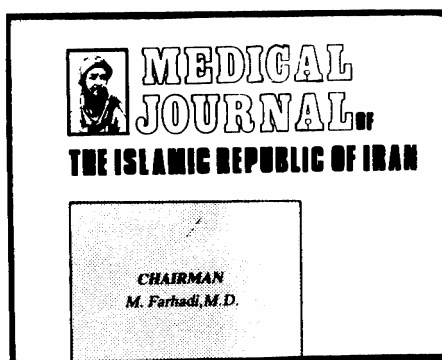 MEDICAL
JOURNAL OF
THE ISLAMIC REPUBLIC OF IRAN
CHAIRMAN
M. Farhadi, M.D.